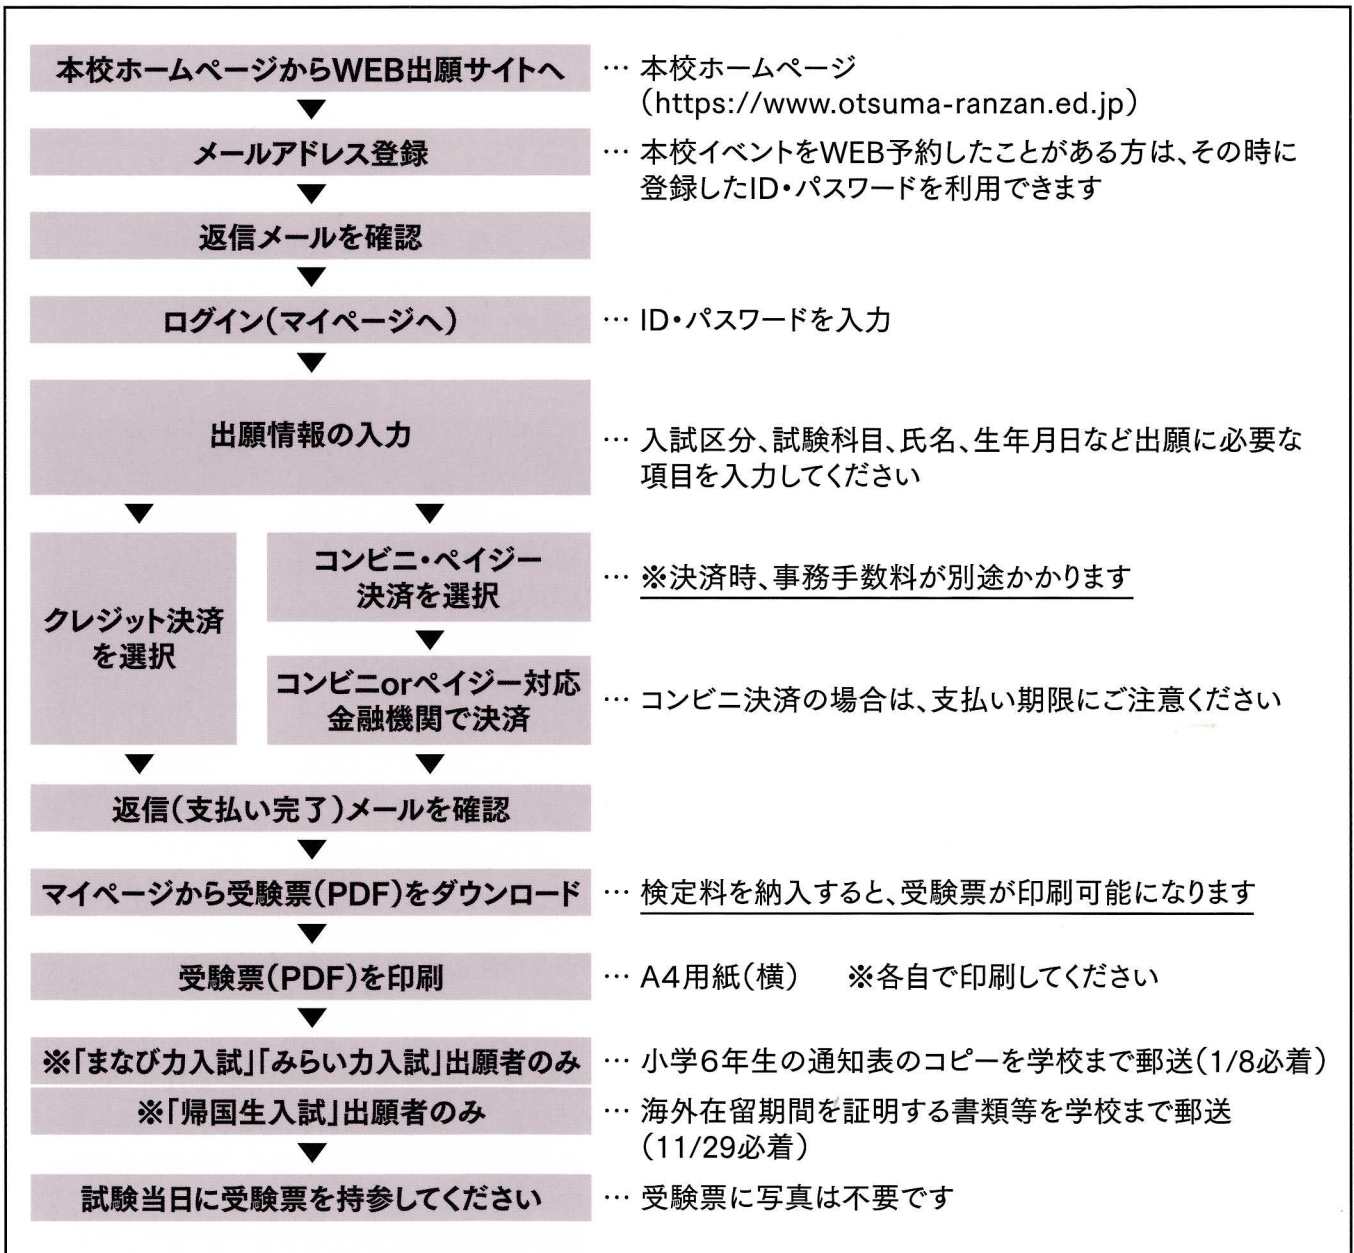 本校ホームページからWEB出願サイトへ … 本校ホームページ
（https://www.otsuma-ranzan.ed.jp）
▼
メールアドレス登録 … 本校イベントをWEB予約したことがある方は、その時に
登録したID・パスワードを利用できます
▼
返信メールを確認
▼
ログイン（マイページへ） … ID・パスワードを入力
▼
出願情報の入力 … 入試区分、試験科目、氏名、生年月日など出願に必要な
項目を入力してください
▼ ▼
クレジット決済
を選択
コンビニ・ペイジー
決済を選択
… ※決済時、事務手数料が別途かかります
▼
コンビニorペイジー対応
金融機関で決済
… コンビニ決済の場合は、支払い期限にご注意ください
▼ ▼
返信（支払い完了）メールを確認
▼
マイページから受験票（PDF）をダウンロード … 検定料を納入すると、受験票が印刷可能になります
▼
受験票（PDF）を印刷 … A4用紙（横） ※各自で印刷してください
▼
※「まなび力入試」「みらい力入試」出願者のみ … 小学6年生の通知表のコピーを学校まで郵送（1/8必着）
※「帰国生入試」出願者のみ … 海外在留期間を証明する書類等を学校まで郵送
（11/29必着）
▼
試験当日に受験票を持参してください … 受験票に写真は不要です